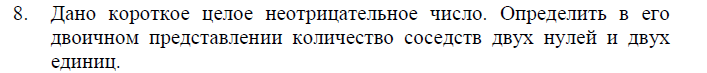 8. Дано короткое целое неотрицательное число. Определить в его
двоичном представлении количество соседств двух нулей и двух
единиц.